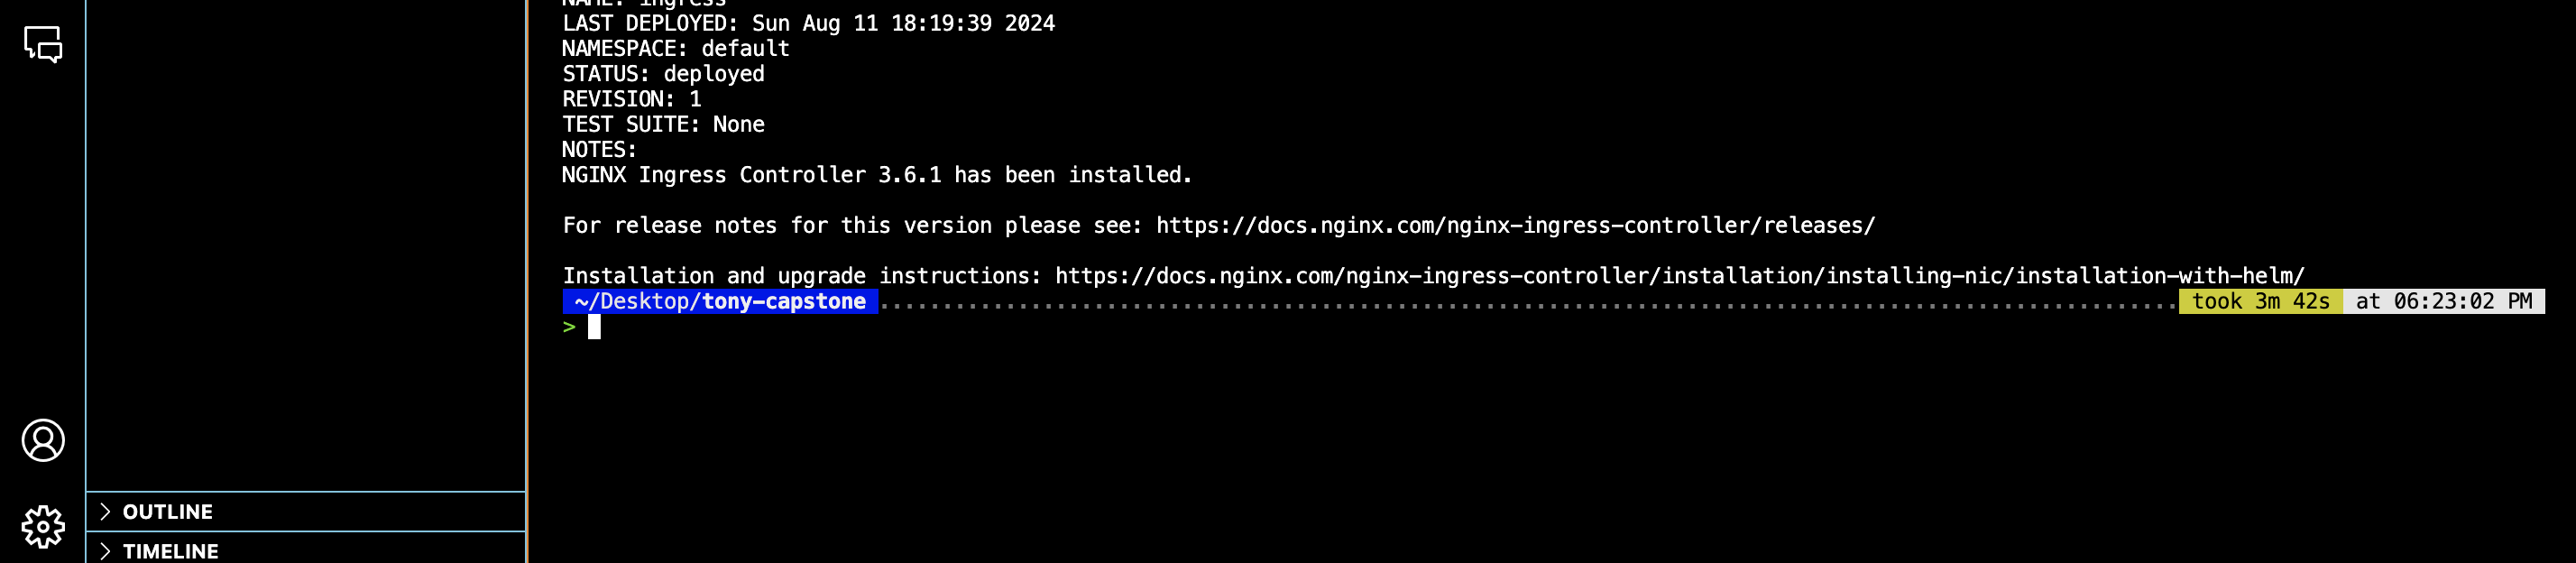 NAME: ingress
LAST DEPLOYED: Sun Aug 11 18:19:39 2024
NAMESPACE: default
STATUS: deployed
REVISION: 1
TEST SUITE: None
NOTES:
NGINX Ingress Controller 3.6.1 has been installed.
For release notes for this version please see: https://docs.nginx.com/nginx-ingress-controller/releases/
Installation and upgrade instructions: https://docs.nginx.com/nginx-ingress-controller/installation/installing-nic/installation-with-helm/
~/Desktop/tony-capstone took 3m 42s at 06:23:02 PM
>
OUTLINE
TIMELINE